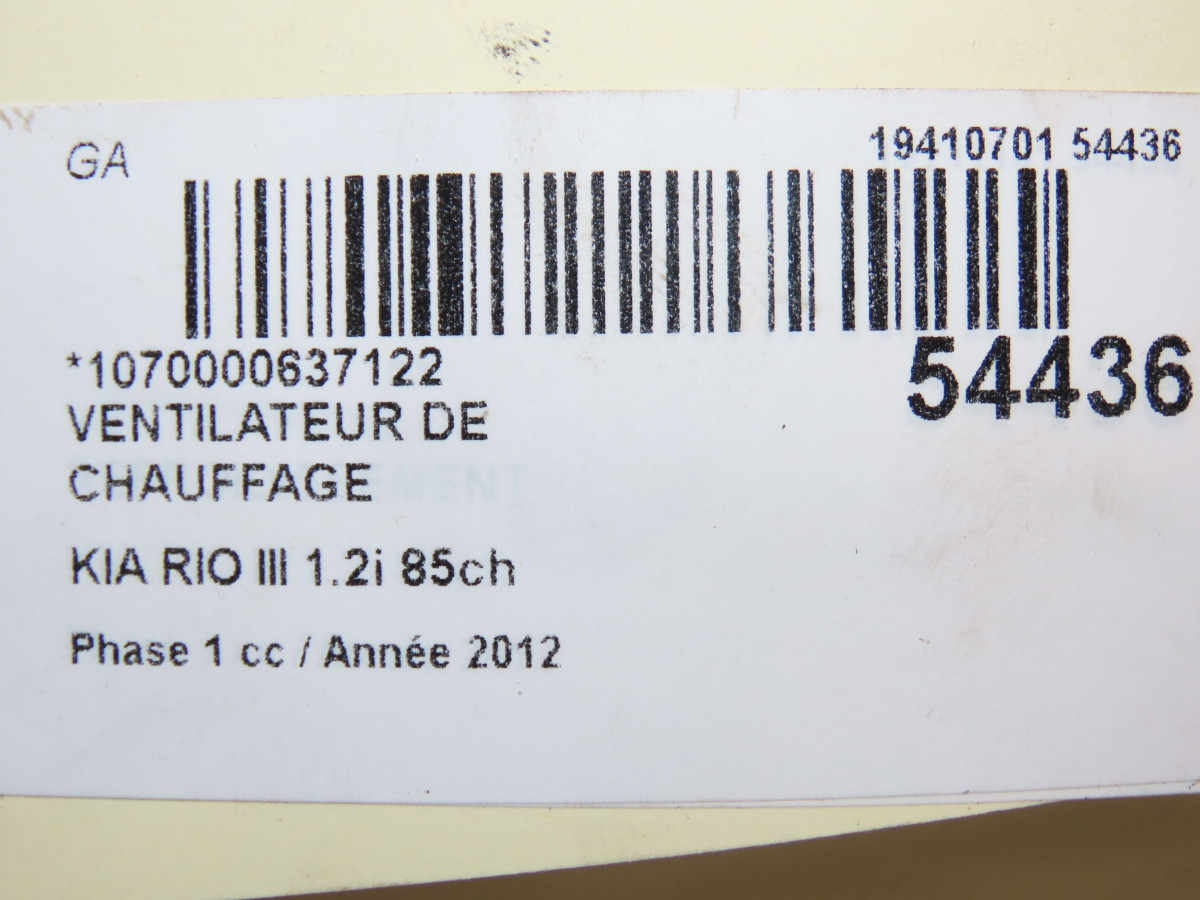 GA
19410701 54436
*1070000637122
54436
VENTILATEUR DE
CHAUFFAGE
KIA RIO III 1.2i 85ch
Phase 1 cc / Année 2012